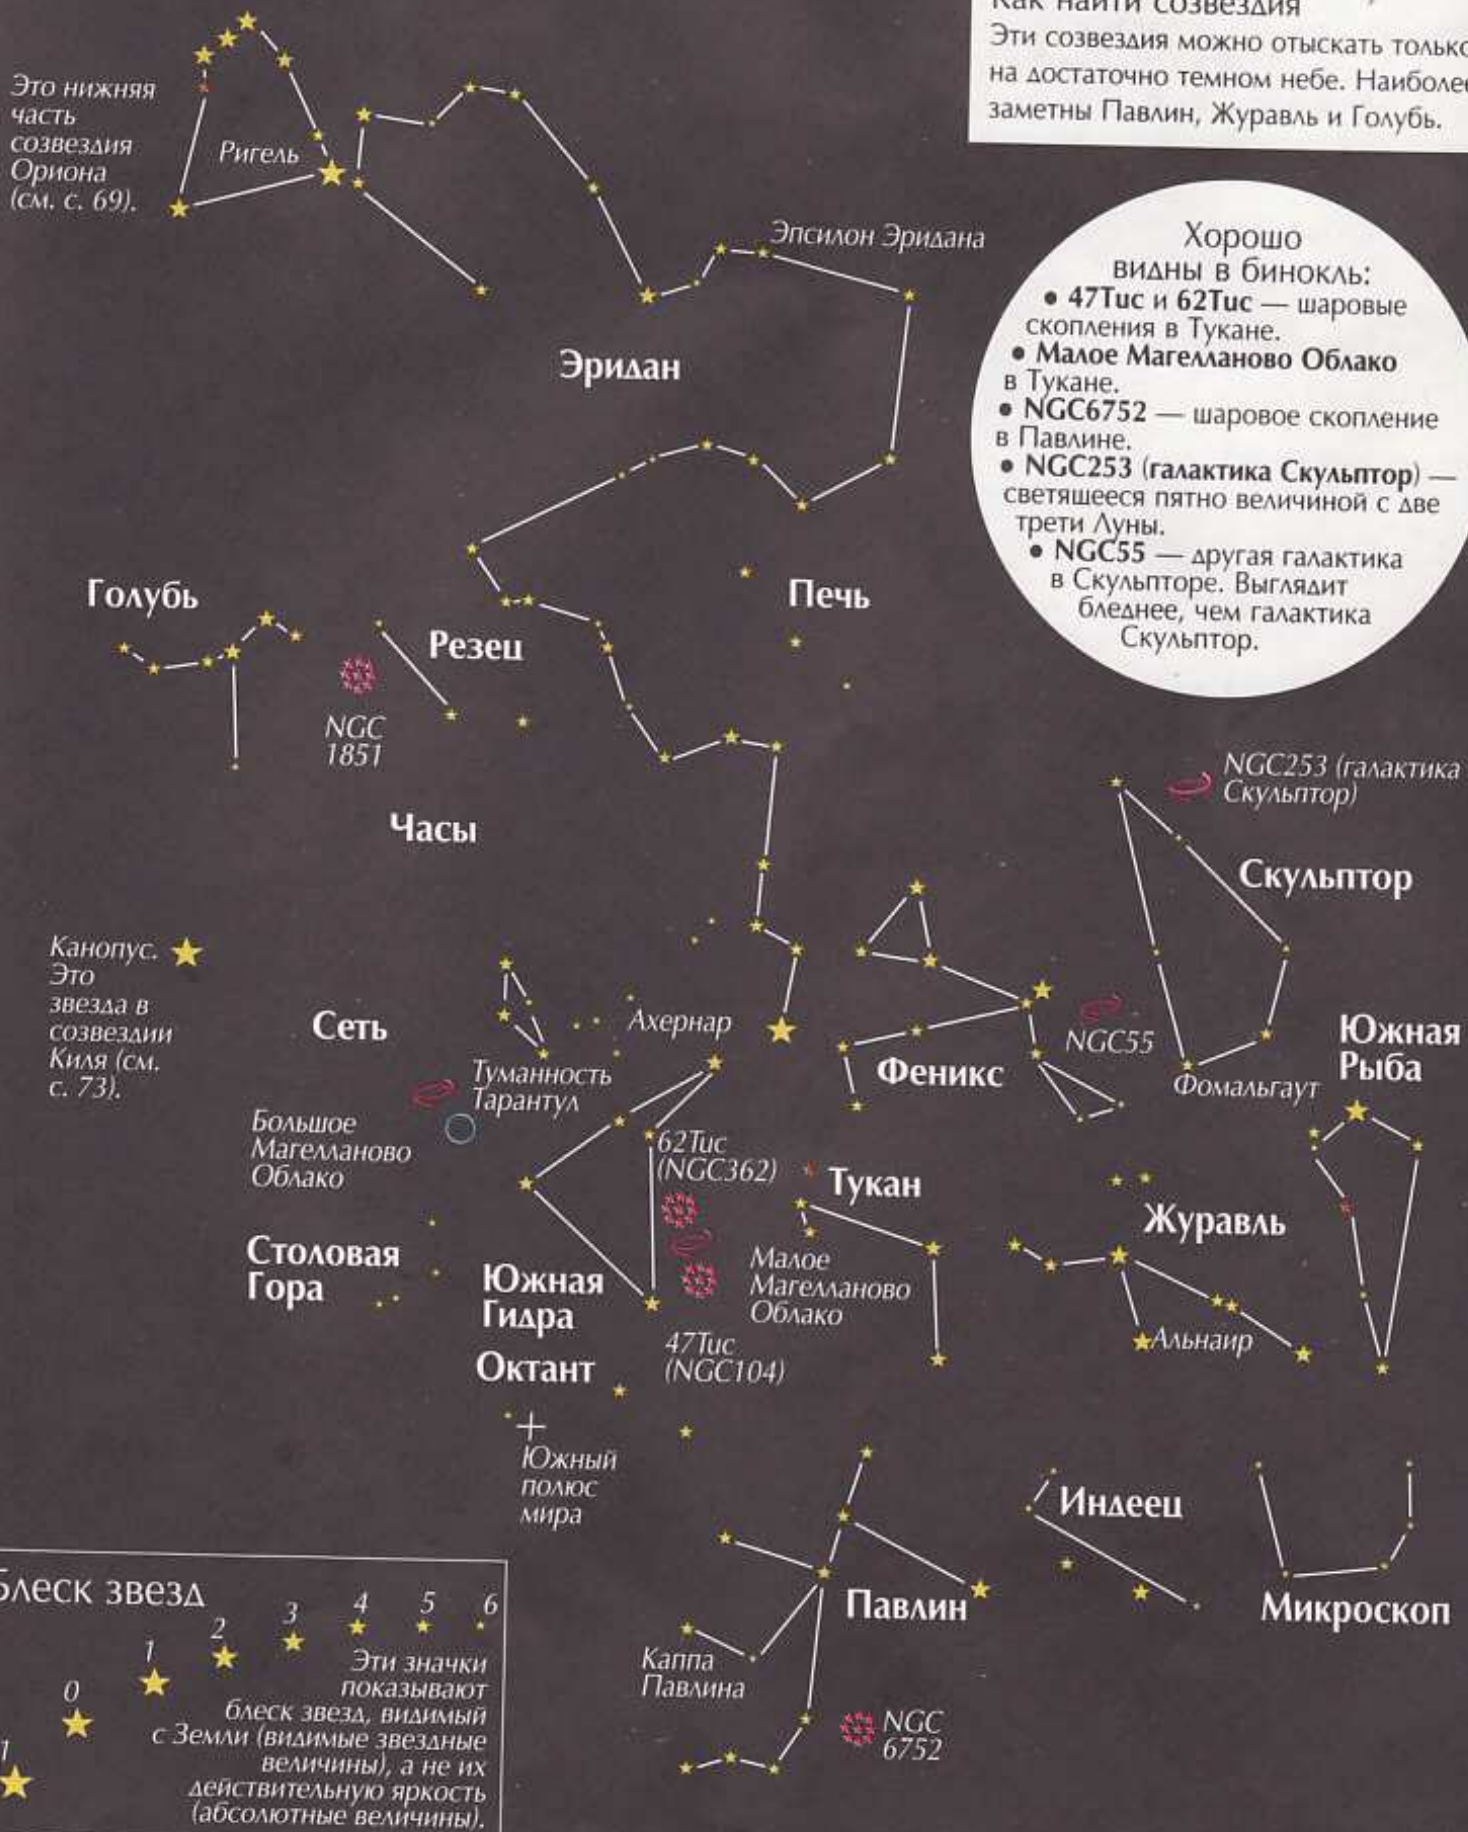 Как найти созвездия
Эти созвездия можно отыскать только
на достаточно темном небе. Наиболее
заметны Павлин, Журавль и Голубь.
Это нижняя
часть
созвездия
Ориона
(см. с. 69).
Ригель
Эпсилон Эридана
Эридан
Хорошо
видны в бинокль:
• 47Tuc и 62Tuc — шаровые
скопления в Тукане.
• Малое Магелланово Облако
в Тукане.
• NGC6752 — шаровое скопление
в Павлине.
• NGC253 (галактика Скульптор) —
светящееся пятно величиной с две
трети Луны.
• NGC55 — другая галактика
в Скульпторе. Выглядит
бледнее, чем галактика
Скульптор.
Голубь
Печь
Резец
NGC
1851
Часы
NGC253 (галактика
Скульптор)
Скульптор
Канопус.
Это
звезда в
созвездии
Киля (см.
с. 73).
Сеть
Ахернар
Туманность
Тарантул
Большое
Магелланово
Облако
Феникс
NGC55
Фомальгаут
Южная
Рыба
62Tuc
(NGC362)
Тукан
Журавль
Столовая
Гора
Южная
Гидра
Малое
Магелланово
Облако
47Tuc
(NGC104)
Альнаир
Октант
Южный
полюс
мира
Индеец
Павлин
Микроскоп
Каппа
Павлина
NGC
6752
Блеск звезд
1 0 1 2 3 4 5 6
Эти значки
показывают
блеск звезд, видимый
с Земли (видимые звездные
величины), а не их
действительную яркость
(абсолютные величины).